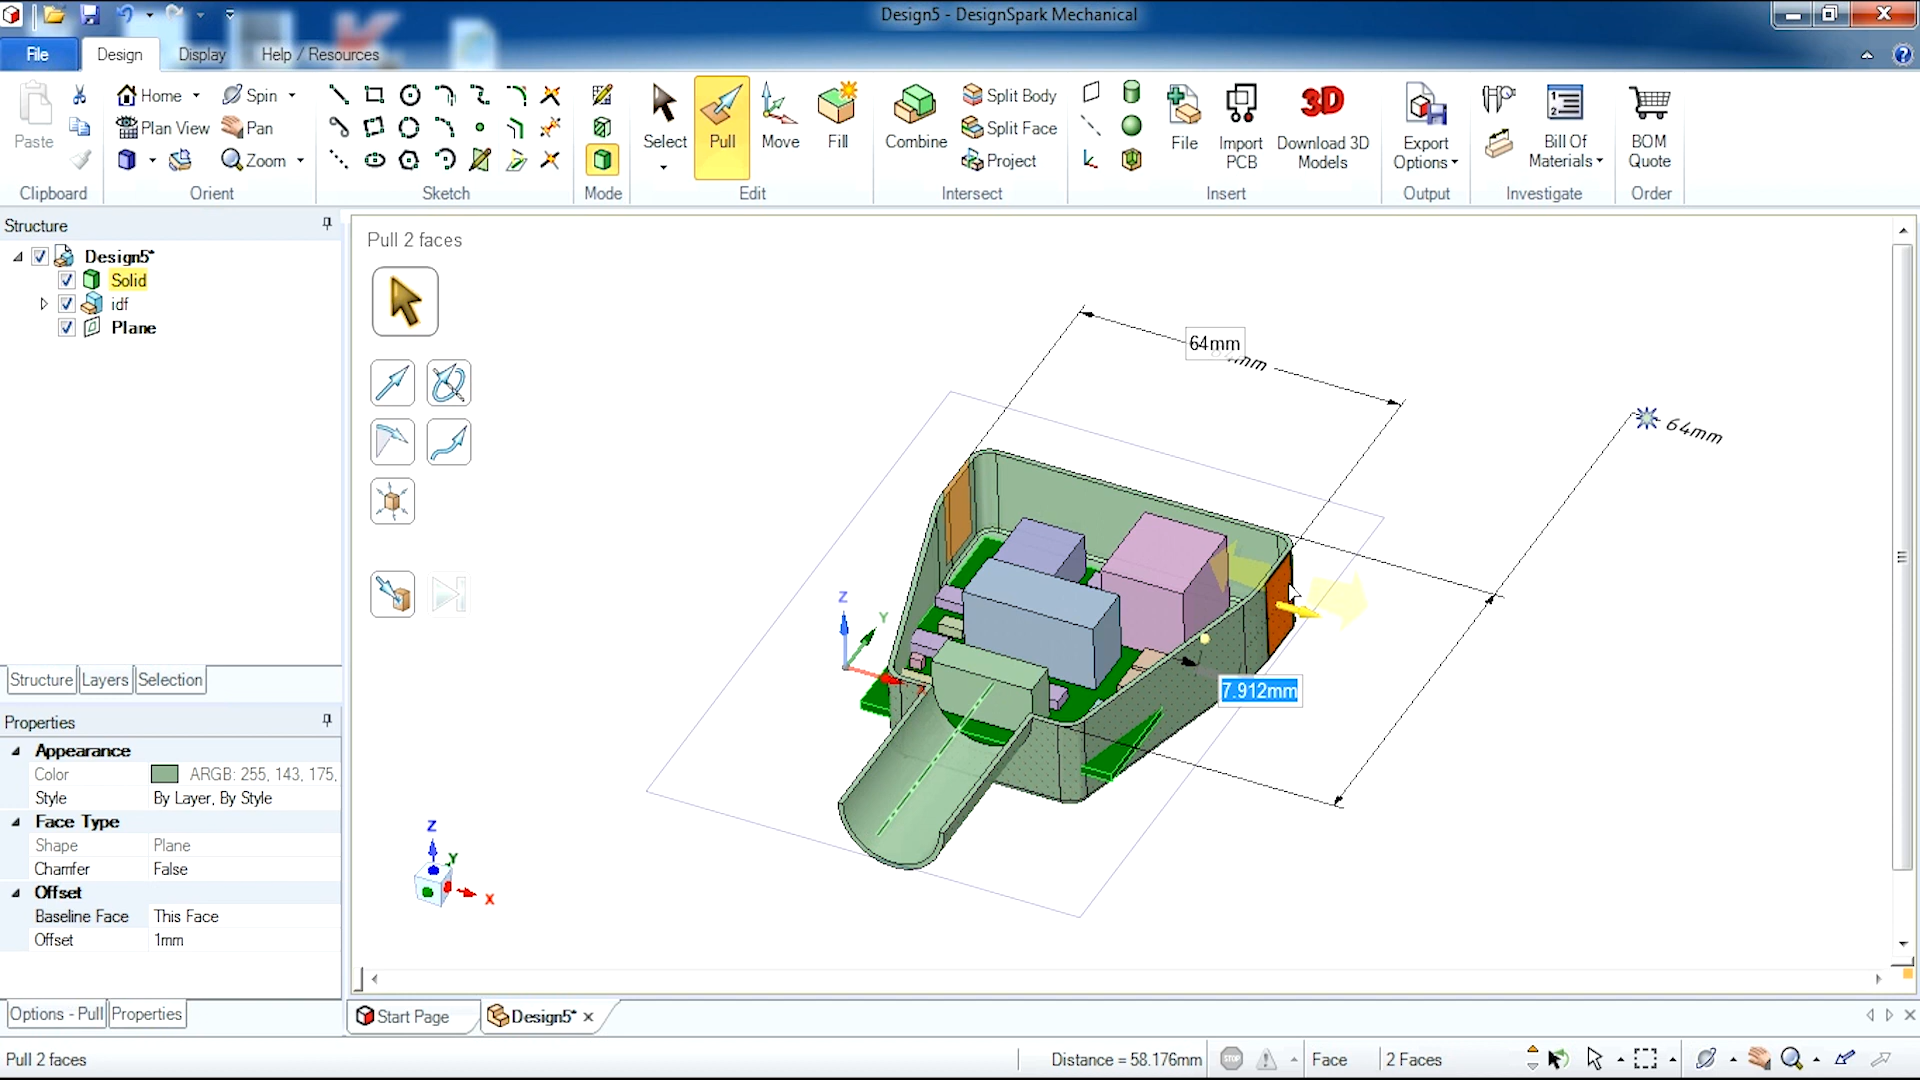 Design5 - DesignSpark Mechanical
File Design Display Help / Resources
Paste
Clipboard
Home Spin
Plan View Pan
Zoom
Orient
Sketch
Mode
Select Pull Move Fill
Edit
Combine Split Body
Split Face
Project
Intersect
File Import PCB Download 3D Models
3D
Insert
Export Options
Output
Bill Of Materials
Investigate
BOM Quote
Order
Structure
Design5*
Solid
idf
Plane
Structure Layers Selection
Properties
Appearance
Color ARGB: 255, 143, 175,
Style By Layer, By Style
Face Type
Shape Plane
Chamfer False
Offset
Baseline Face This Face
Offset 1mm
Options - Pull Properties
Pull 2 faces
64mm
64mm
7.912mm
Z
Y
Z
Y
X
Start Page Design5*
Pull 2 faces
Distance = 58.176mm
STOP
Face 2 Faces